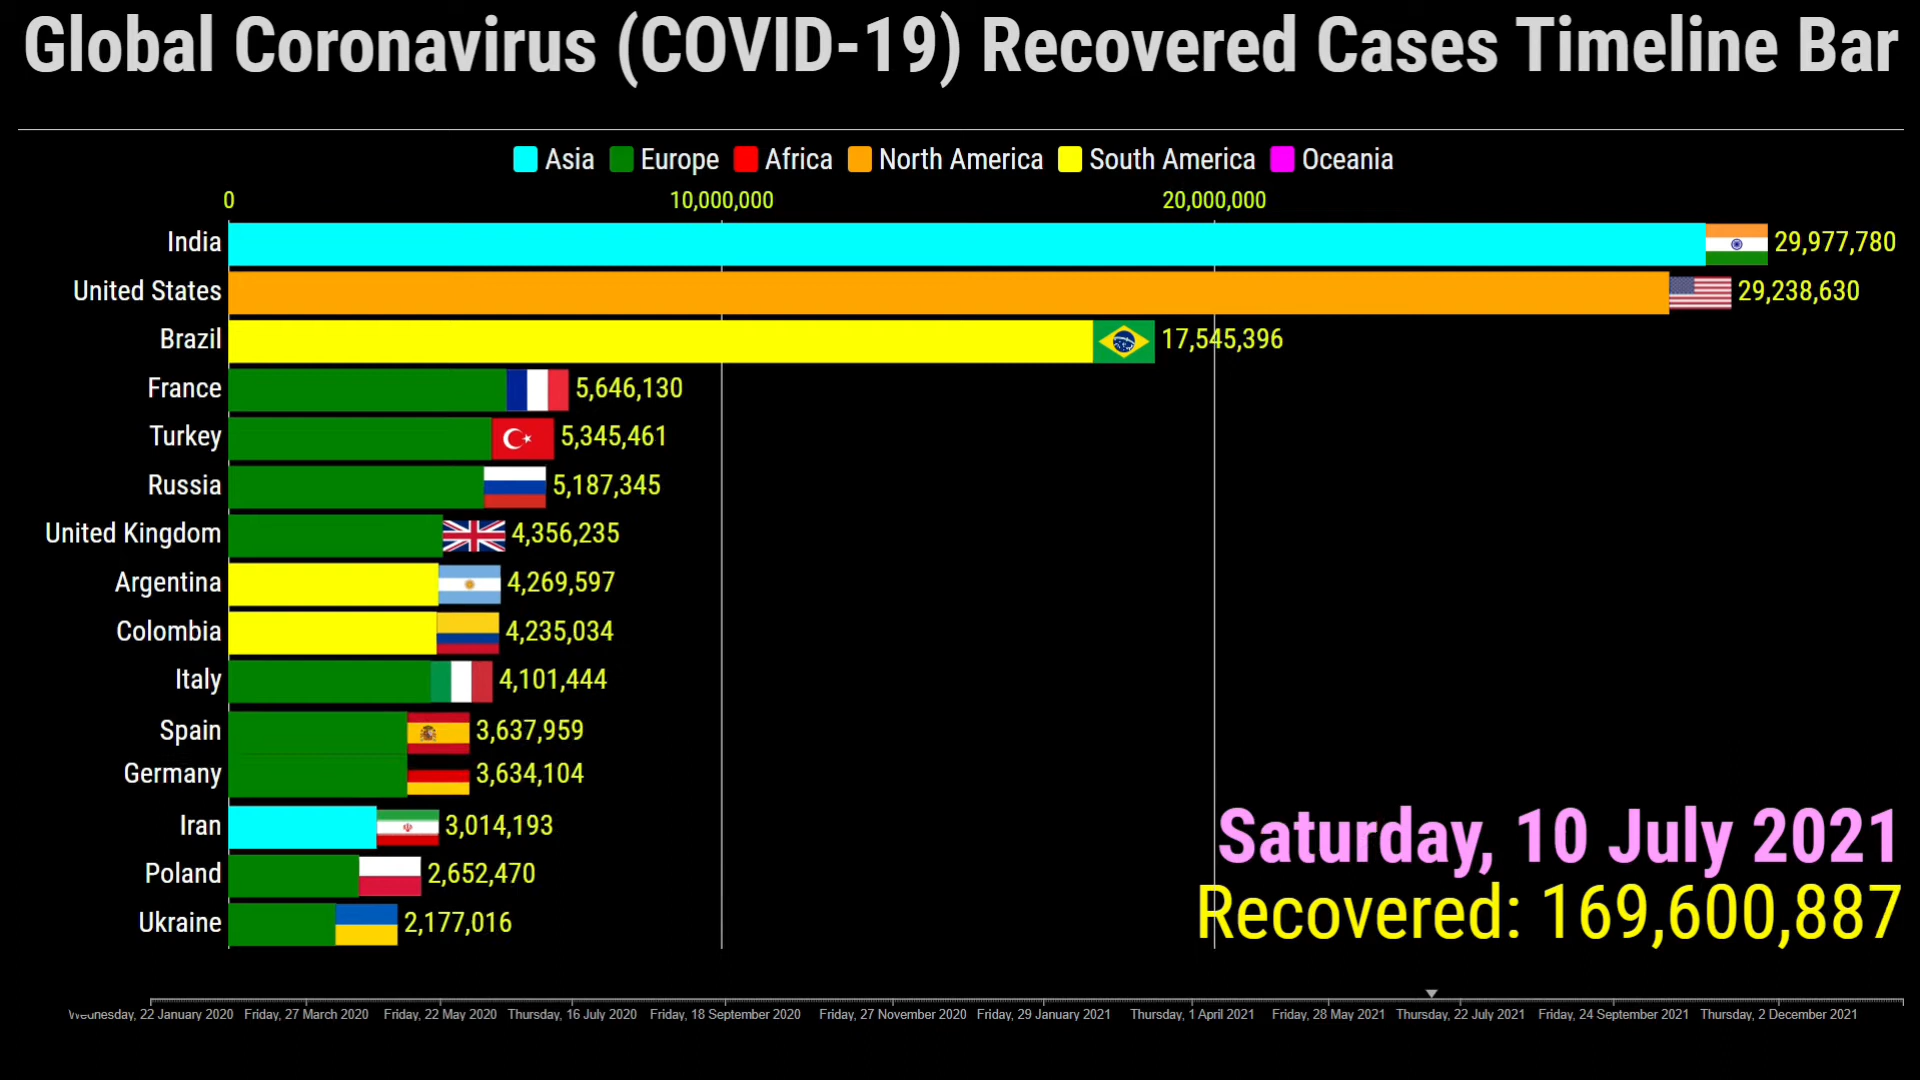 Global Coronavirus (COVID-19) Recovered Cases Timeline Bar
Asia Europe Africa North America South America Oceania
0 10,000,000 20,000,000
India 29,977,780
United States 29,238,630
Brazil 17,545,396
France 5,646,130
Turkey 5,345,461
Russia 5,187,345
United Kingdom 4,356,235
Argentina 4,269,597
Colombia 4,235,034
Italy 4,101,444
Spain 3,637,959
Germany 3,634,104
Iran 3,014,193
Poland 2,652,470
Ukraine 2,177,016
Saturday, 10 July 2021
Recovered: 169,600,887
Wednesday, 22 January 2020 Friday, 27 March 2020 Friday, 22 May 2020 Thursday, 16 July 2020 Friday, 18 September 2020 Friday, 27 November 2020 Friday, 29 January 2021 Thursday, 1 April 2021 Friday, 28 May 2021 Thursday, 22 July 2021 Friday, 24 September 2021 Thursday, 2 December 2021